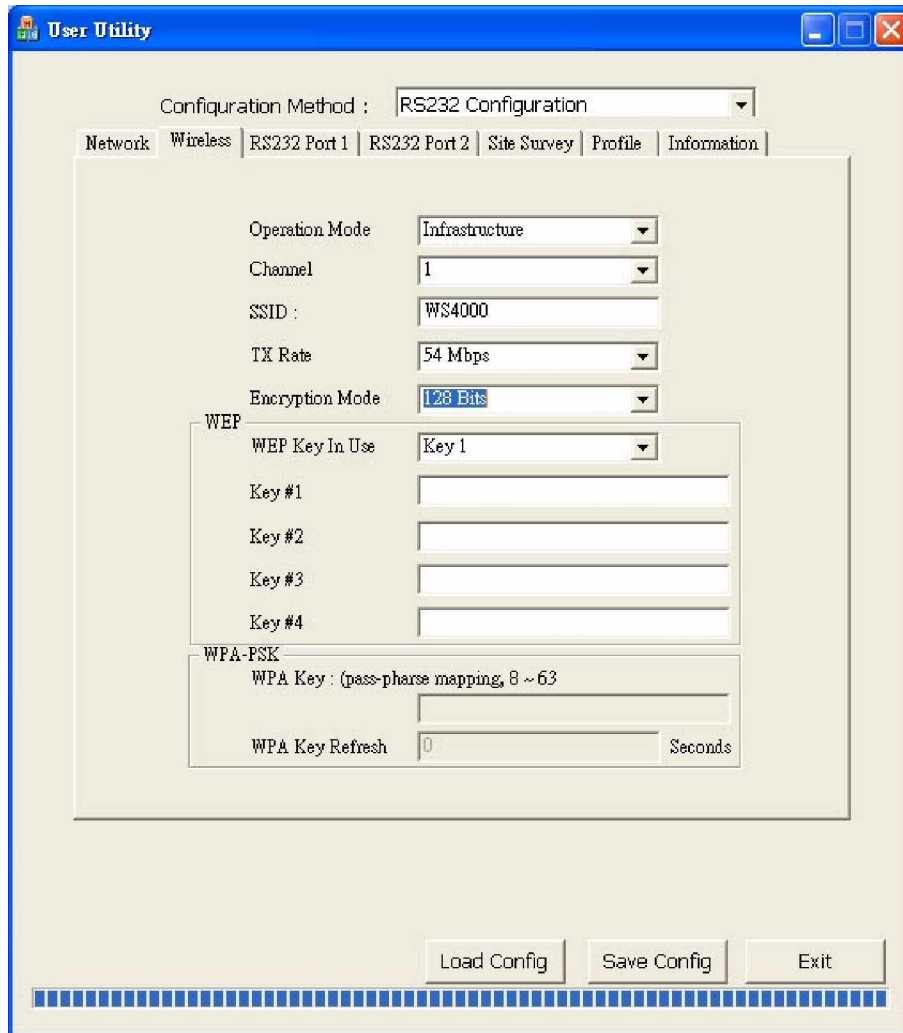 User Utility
Configuration Method : RS232 Configuration
Network Wireless RS232 Port 1 RS232 Port 2 Site Survey Profile Information
Operation Mode Infrastructure
Channel 1
SSID : WS4000
TX Rate 54 Mbps
Encryption Mode 128 Bits
WEP
WEP Key In Use Key 1
Key #1
Key #2
Key #3
Key #4
WPA-PSK
WPA Key : (pass-pharse mapping, 8 ~ 63
WPA Key Refresh 0 Seconds
Load Config Save Config Exit